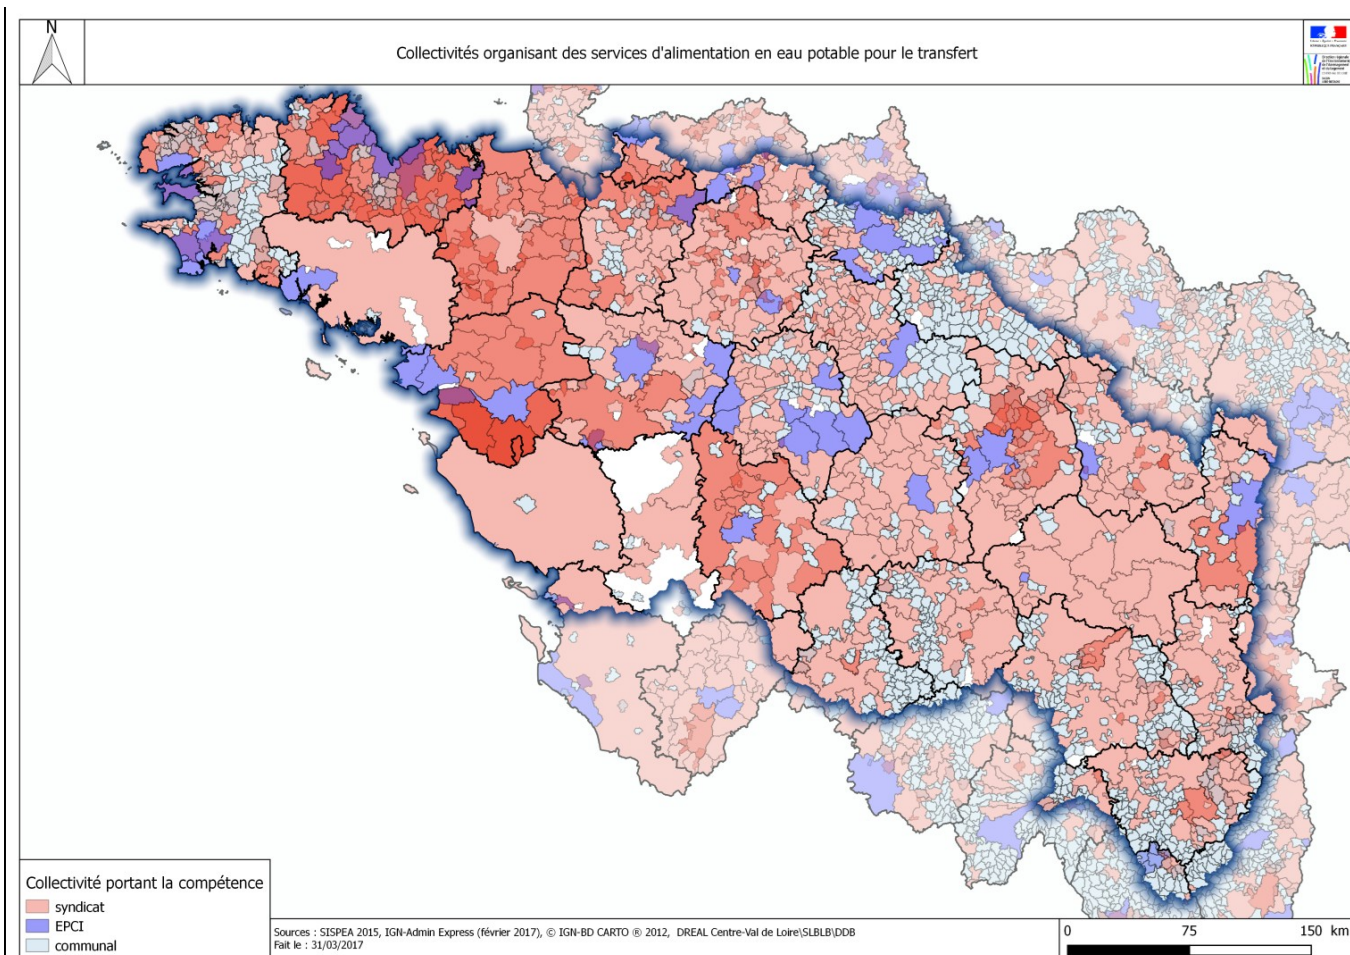 N
Collectivités organisant des services d'alimentation en eau potable pour le transfert
Collectivité portant la compétence
syndicat
EPCI
communal
Sources : SISPEA 2015, IGN-Admin Express (février 2017), © IGN-BD CARTO ® 2012, DREAL Centre-Val de Loire\SLBLB\DDB
Fait le : 31/03/2017
0 75 150 km